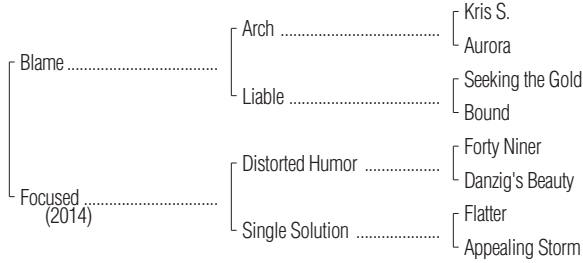 Kris S.
Arch ..........................................
Aurora
Blame ........................................
Seeking the Gold
Liable ........................................
Bound
Forty Niner
Distorted Humor ....................
Danzig's Beauty
Focused ....................................
(2014)
Flatter
Single Solution ......................
Appealing Storm